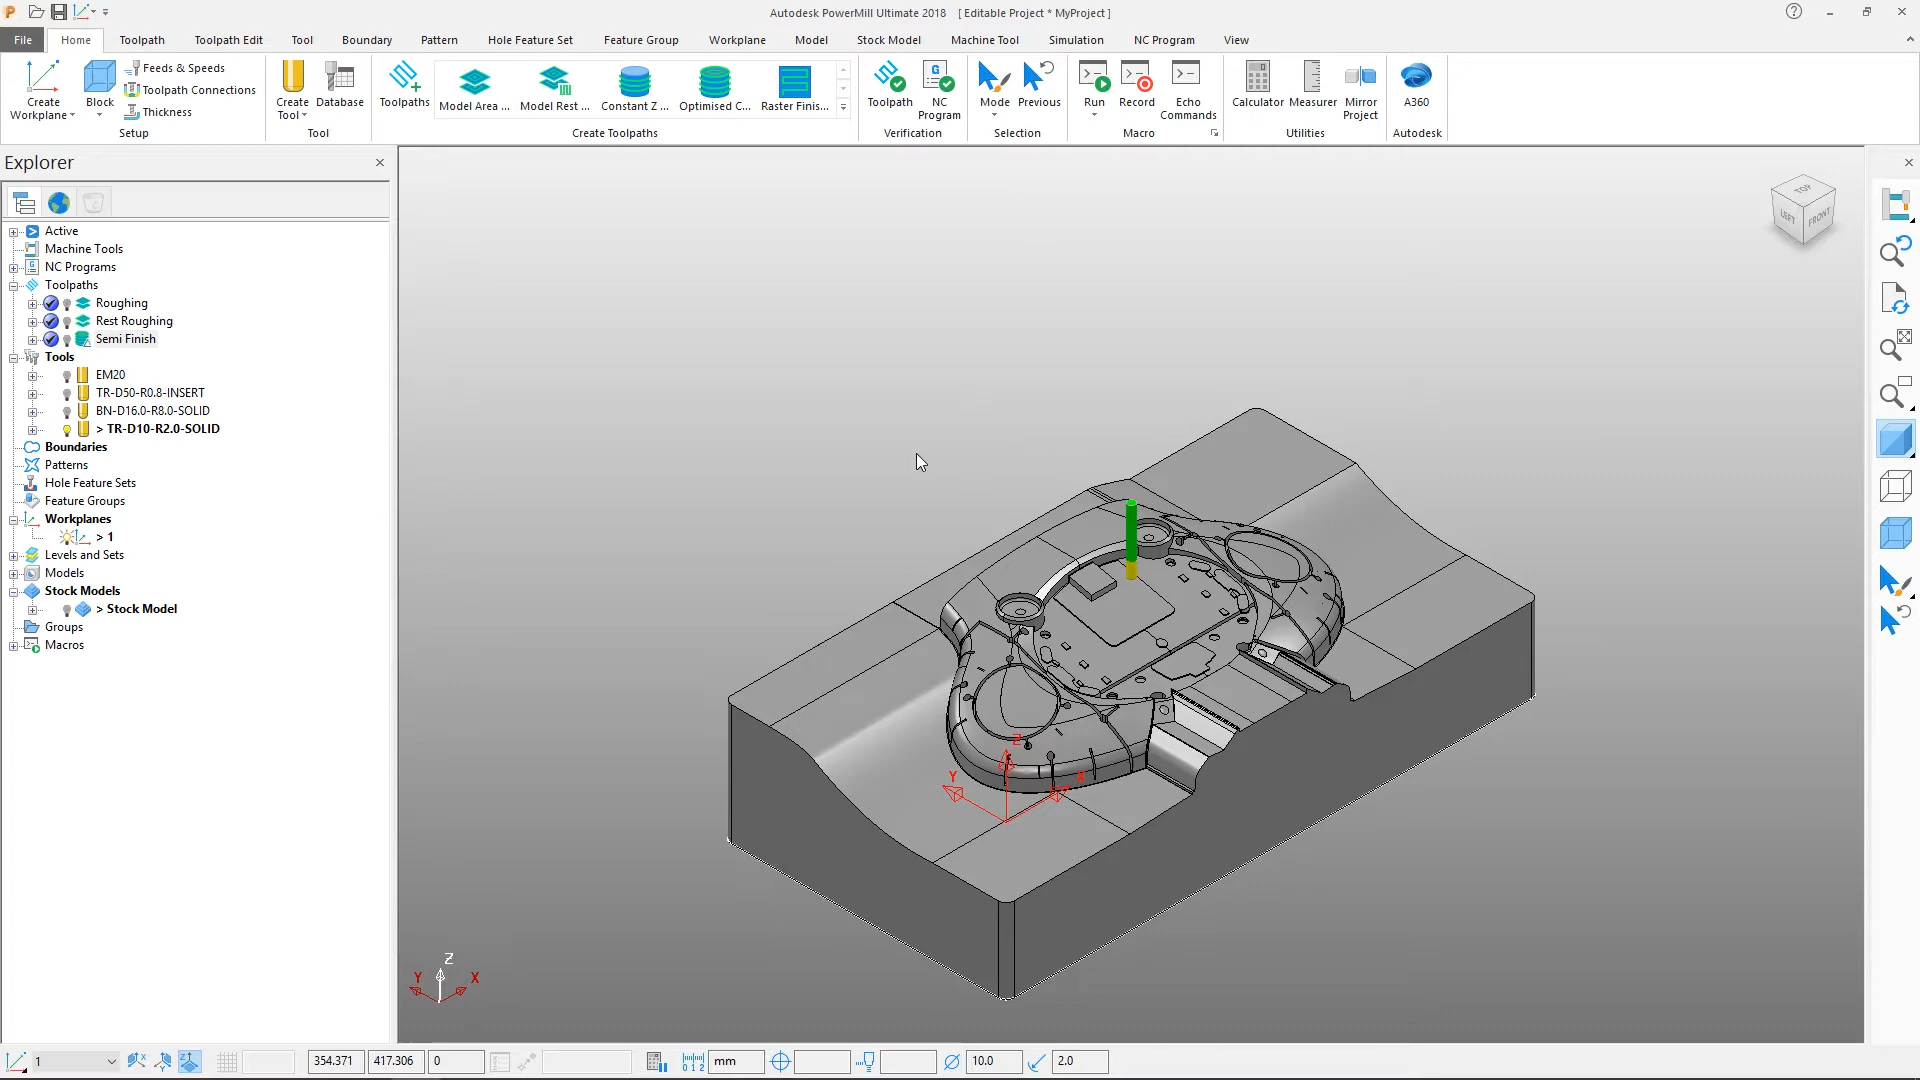 Autodesk PowerMill Ultimate 2018 [ Editable Project * MyProject ]
File Home Toolpath Toolpath Edit Tool Boundary Pattern Hole Feature Set Feature Group Workplane Model Stock Model Machine Tool Simulation NC Program View
Create Workplane
Block
Feeds & Speeds
Toolpath Connections
Thickness
Setup
Create Tool
Database
Tool
Toolpaths
Model Area ...
Model Rest ...
Constant Z ...
Optimised C...
Raster Finis...
Create Toolpaths
Toolpath
NC Program
Verification
Mode
Previous
Selection
Run
Record
Echo Commands
Macro
Calculator
Measurer
Mirror Project
Utilities
A360
Autodesk
Explorer
Active
Machine Tools
NC Programs
Toolpaths
Roughing
Rest Roughing
Semi Finish
Tools
EM20
TR-D50-R0.8-INSERT
BN-D16.0-R8.0-SOLID
> TR-D10-R2.0-SOLID
Boundaries
Patterns
Hole Feature Sets
Feature Groups
Workplanes
> 1
Levels and Sets
Models
Stock Models
> Stock Model
Groups
Macros
TOP
LEFT
FRONT
Z
Y
X
Z
Y
X
1
354.371
417.306
0
mm
10.0
2.0